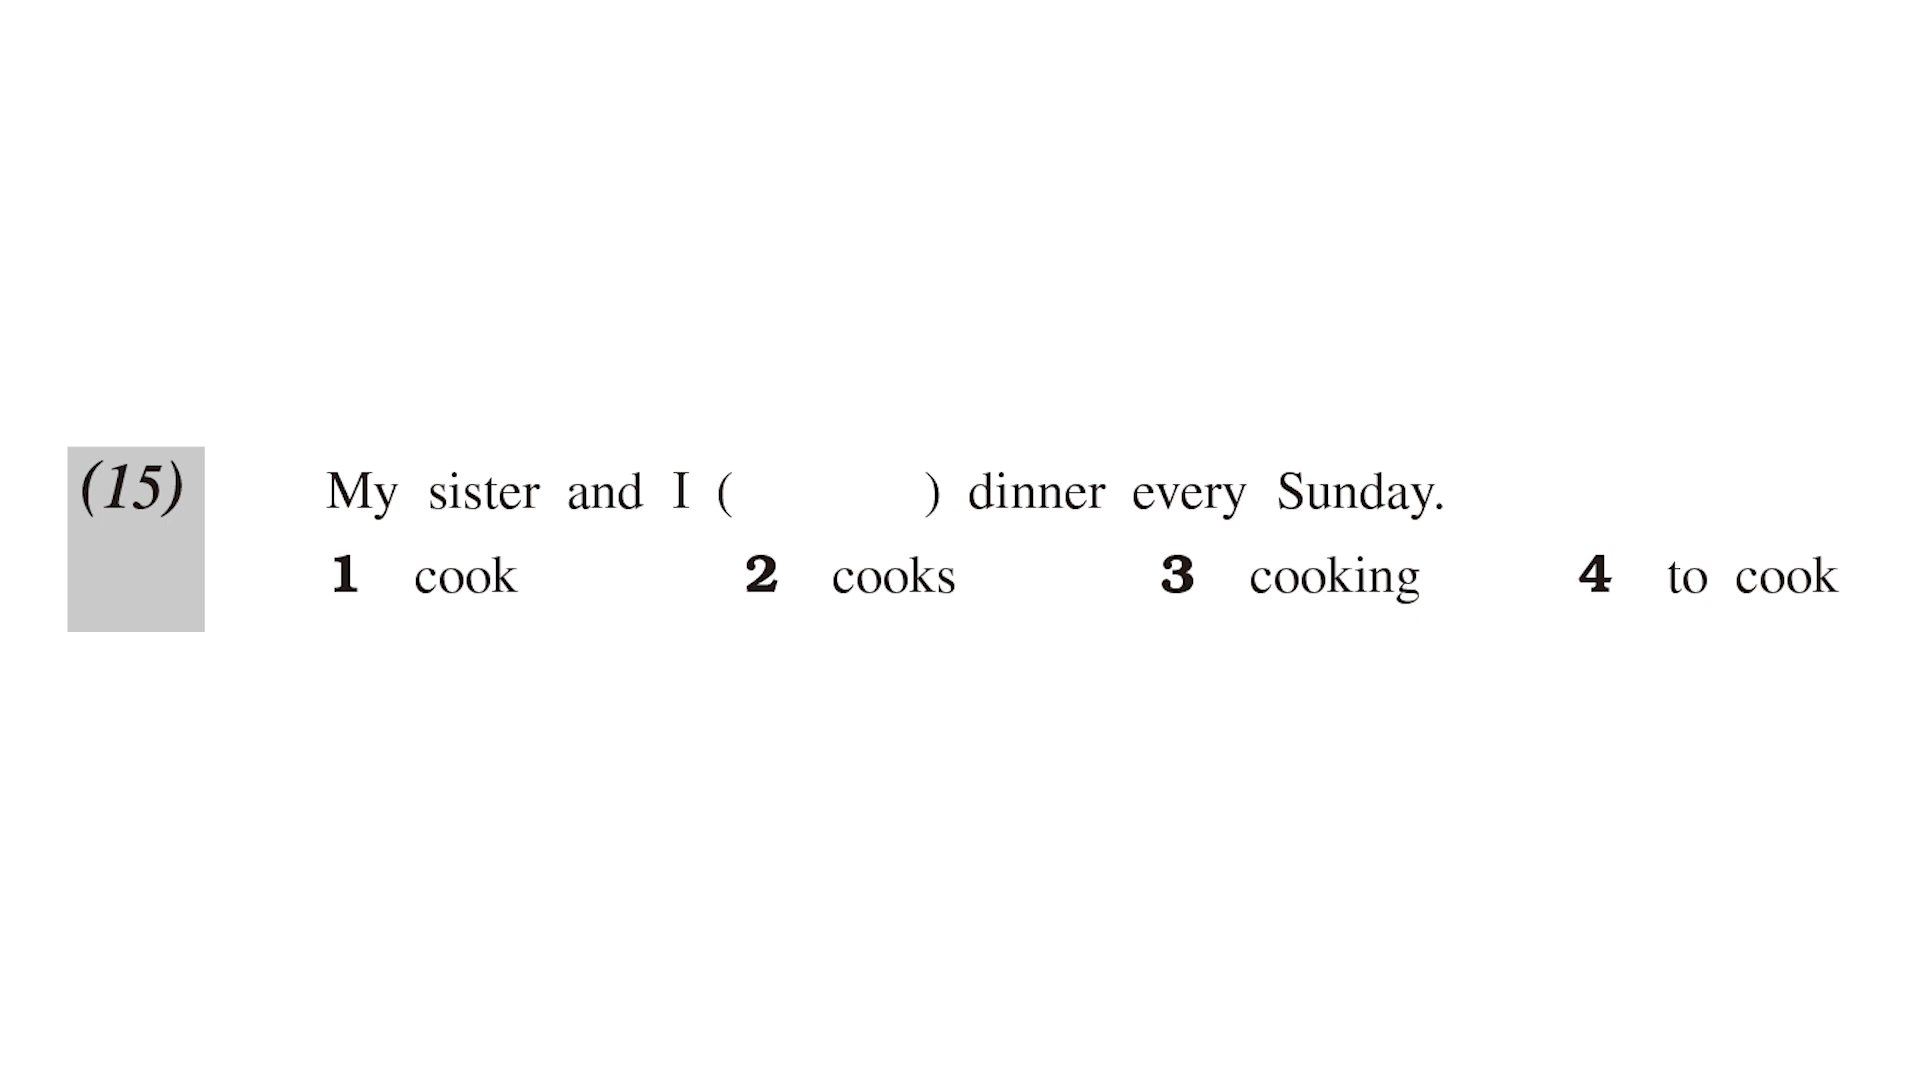 (15) My sister and I ( ) dinner every Sunday.
1 cook 2 cooks 3 cooking 4 to cook